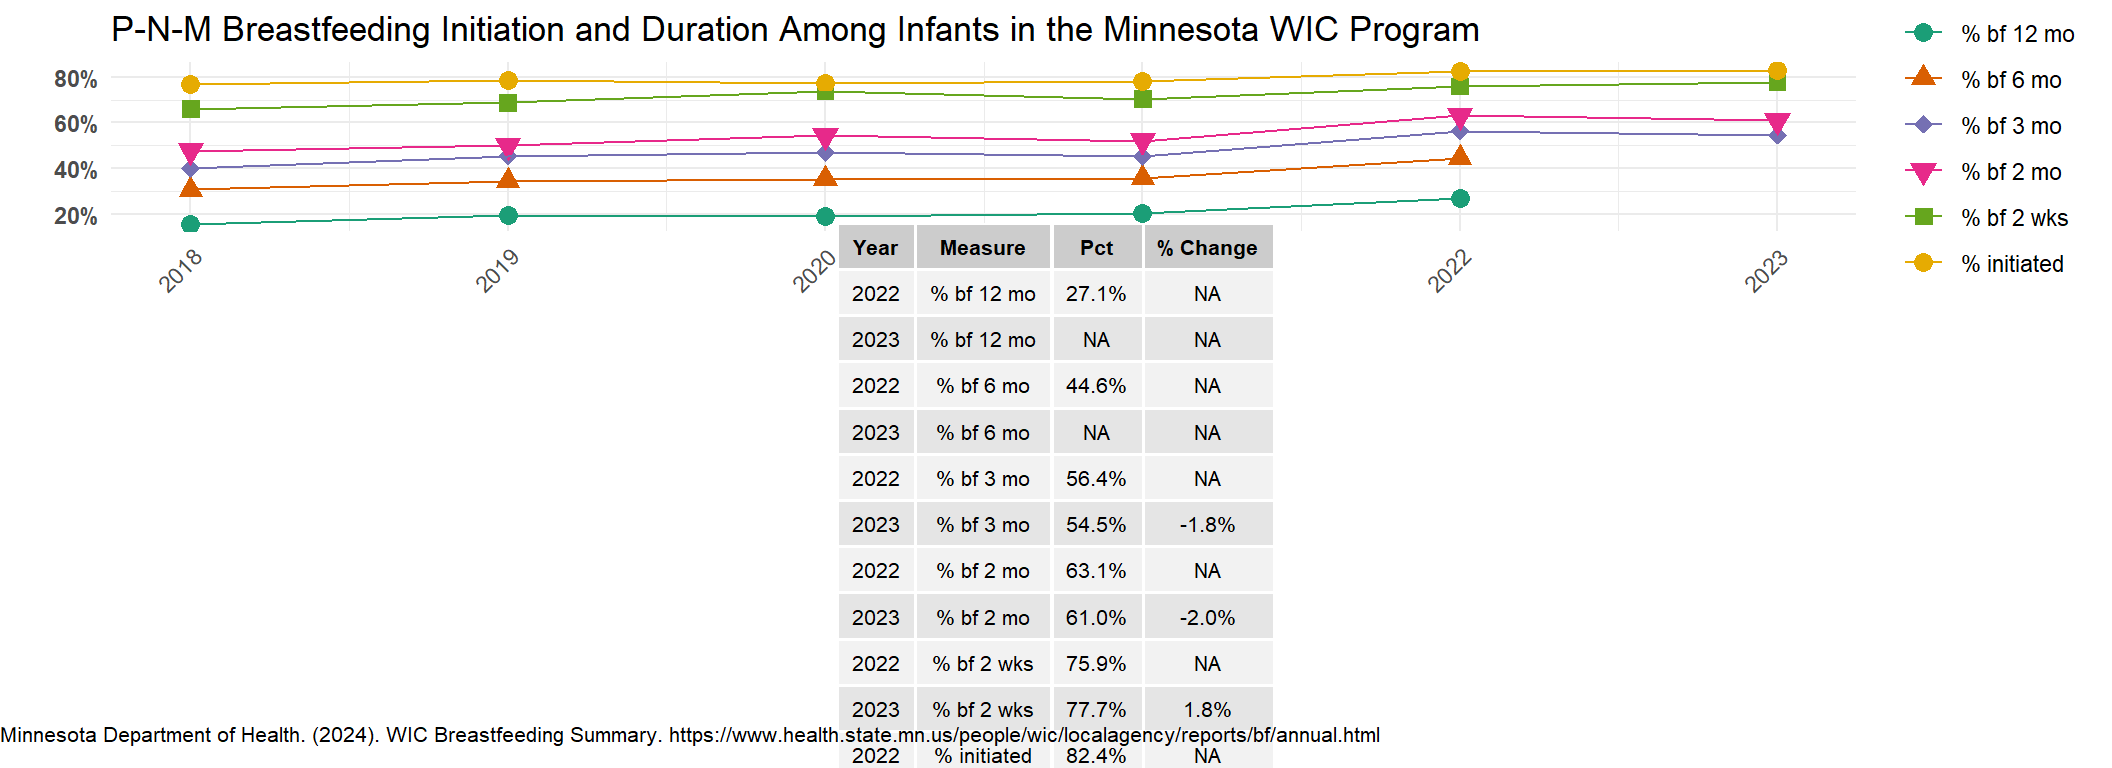 P-N-M Breastfeeding Initiation and Duration Among Infants in the Minnesota WIC Program
80%
60%
40%
20%
2018
2019
2020
2022
2023
% bf 12 mo
% bf 6 mo
% bf 3 mo
% bf 2 mo
% bf 2 wks
% initiated
Year Measure Pct % Change
2022 % bf 12 mo 27.1% NA
2023 % bf 12 mo NA NA
2022 % bf 6 mo 44.6% NA
2023 % bf 6 mo NA NA
2022 % bf 3 mo 56.4% NA
2023 % bf 3 mo 54.5% -1.8%
2022 % bf 2 mo 63.1% NA
2023 % bf 2 mo 61.0% -2.0%
2022 % bf 2 wks 75.9% NA
2023 % bf 2 wks 77.7% 1.8%
Minnesota Department of Health. (2024). WIC Breastfeeding Summary. https://www.health.state.mn.us/people/wic/localagency/reports/bf/annual.html
2022 % initiated 82.4% NA